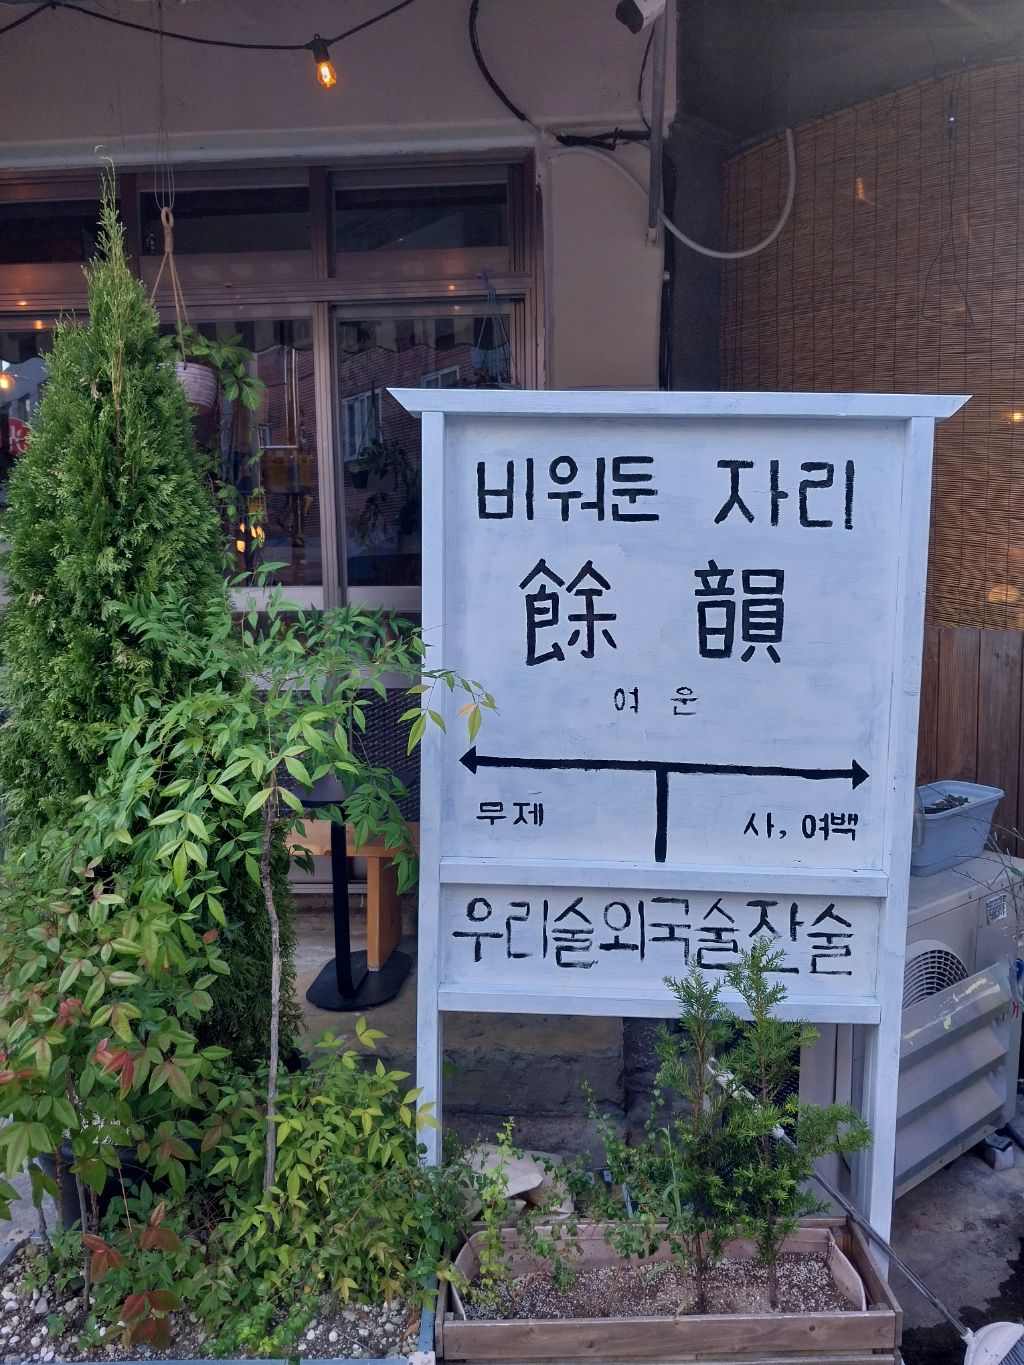 비워둔 자리
餘 韻
여 운
무제 사, 여백
우리술외국술잔술